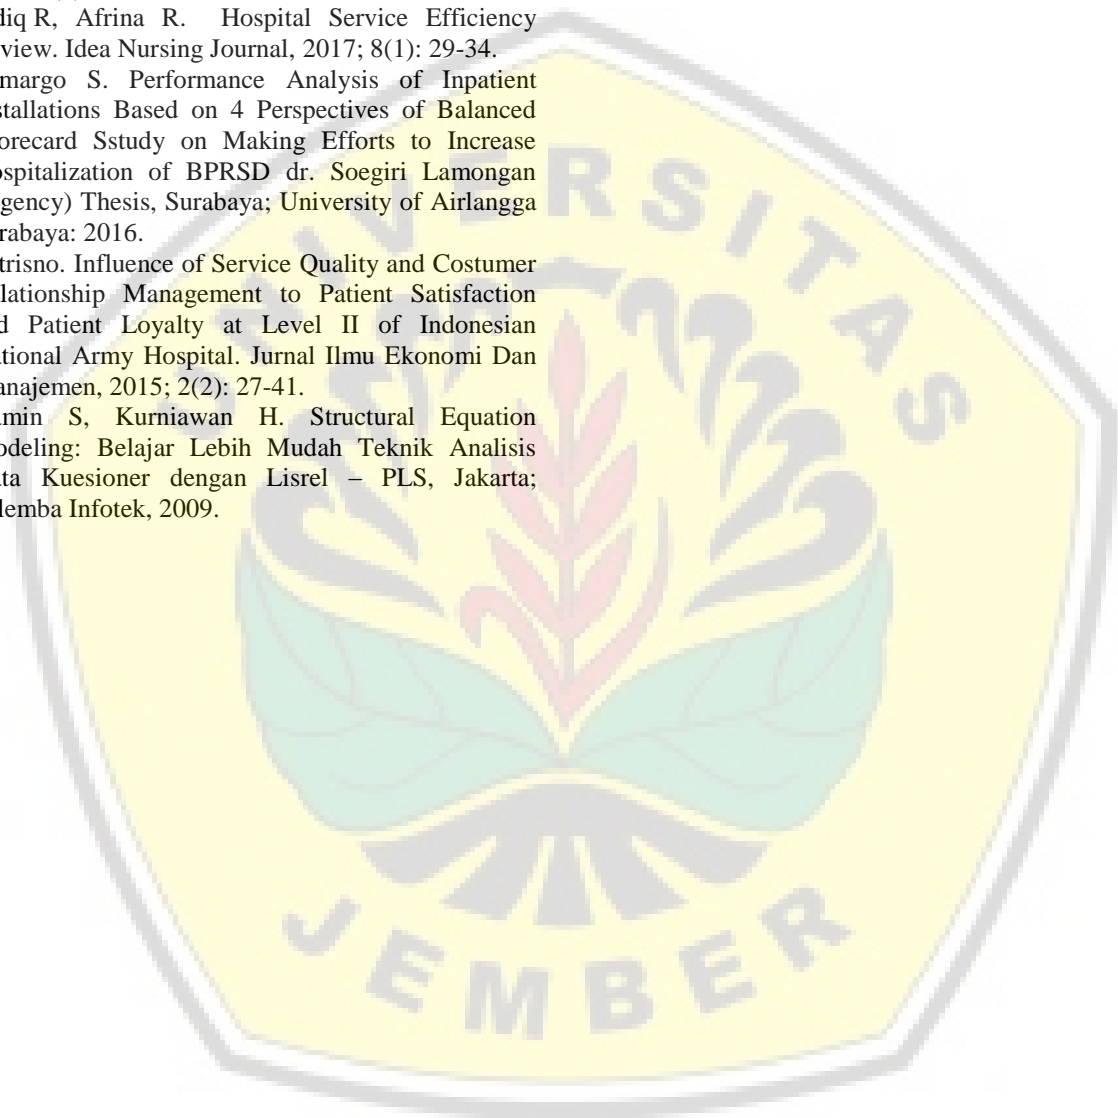 diq R, Afrina R. Hospital Service Efficiency
view. Idea Nursing Journal, 2017; 8(1): 29-34.
margo S. Performance Analysis of Inpatient
stallations Based on 4 Perspectives of Balanced
orecard Sstudy on Making Efforts to Increase
ospitalization of BPRSD dr. Soegiri Lamongan
gency) Thesis, Surabaya; University of Airlangga
rabaya: 2016.
trisno. Influence of Service Quality and Costumer
lationship Management to Patient Satisfaction
d Patient Loyalty at Level II of Indonesian
ational Army Hospital. Jurnal Ilmu Ekonomi Dan
anajemen, 2015; 2(2): 27-41.
min S, Kurniawan H. Structural Equation
odeling: Belajar Lebih Mudah Teknik Analisis
ata Kuesioner dengan Lisrel – PLS, Jakarta;
lemba Infotek, 2009.
UNIVERSITAS
JEMBER